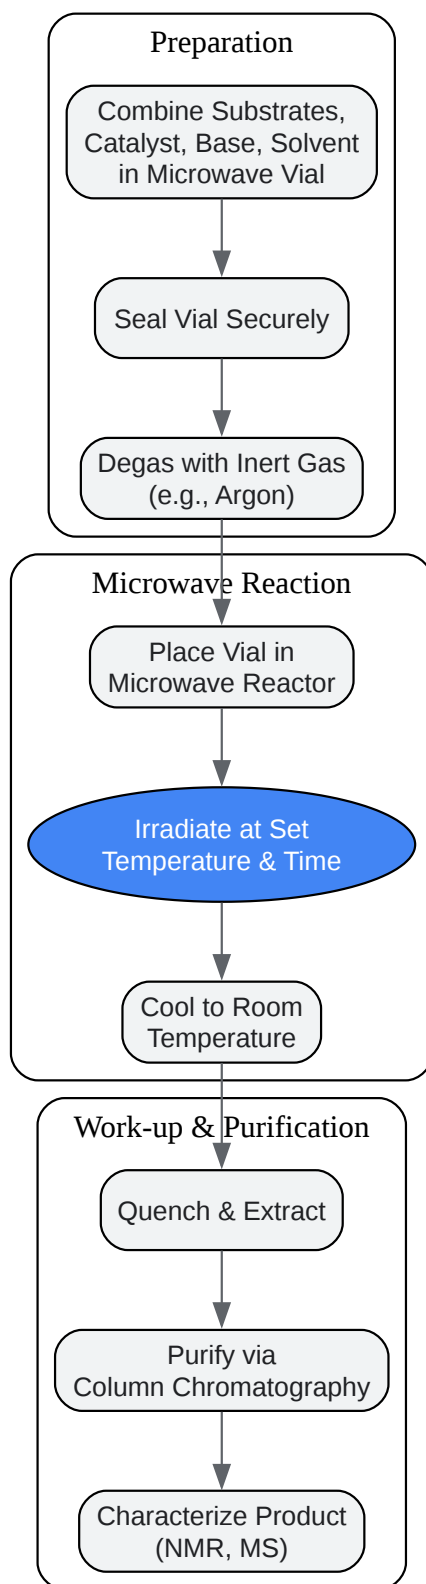 Preparation
Combine Substrates,
Catalyst, Base, Solvent
in Microwave Vial
Seal Vial Securely
Degas with Inert Gas
(e.g., Argon)
Microwave Reaction
Place Vial in
Microwave Reactor
Irradiate at Set
Temperature & Time
Cool to Room
Temperature
Work-up & Purification
Quench & Extract
Purify via
Column Chromatography
Characterize Product
(NMR, MS)